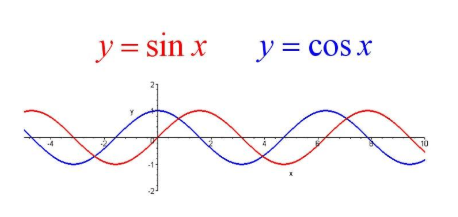 y = sin x y = cos x
2
y
1
-4 -2 0 2 4 6 8 10
-1
x
-2